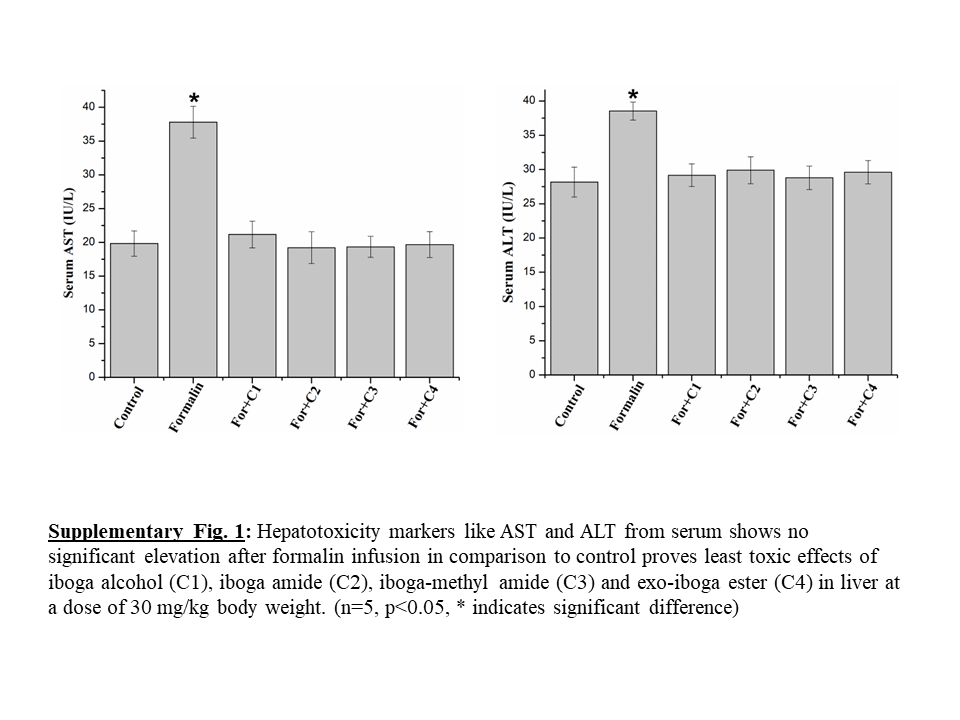 *
40
35
30
25
20
15
10
5
0
Serum AST (IU/L)
Control
Formalin
For+C1
For+C2
For+C3
For+C4
*
40
35
30
25
20
15
10
5
0
Serum ALT (IU/L)
Control
Formalin
For+C1
For+C2
For+C3
For+C4
Supplementary Fig. 1: Hepatotoxicity markers like AST and ALT from serum shows no
significant elevation after formalin infusion in comparison to control proves least toxic effects of
iboga alcohol (C1), iboga amide (C2), iboga-methyl amide (C3) and exo-iboga ester (C4) in liver at
a dose of 30 mg/kg body weight. (n=5, p<0.05, * indicates significant difference)